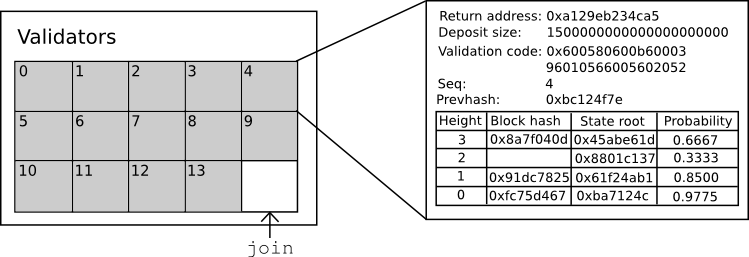 Validators
0 1 2 3 4
5 6 7 8 9
10 11 12 13
join
Return address: 0xa129eb234ca5
Deposit size: 1500000000000000000000
Validation code: 0x600580600b60003
96010566005602052
Seq: 4
Prevhash: 0xbc124f7e
Height Block hash State root Probability
3 0x8a7f040d 0x45abe61d 0.6667
2 0x8801c137 0.3333
1 0x91dc7825 0x61f24ab1 0.8500
0 0xfc75d467 0xba7124c 0.9775